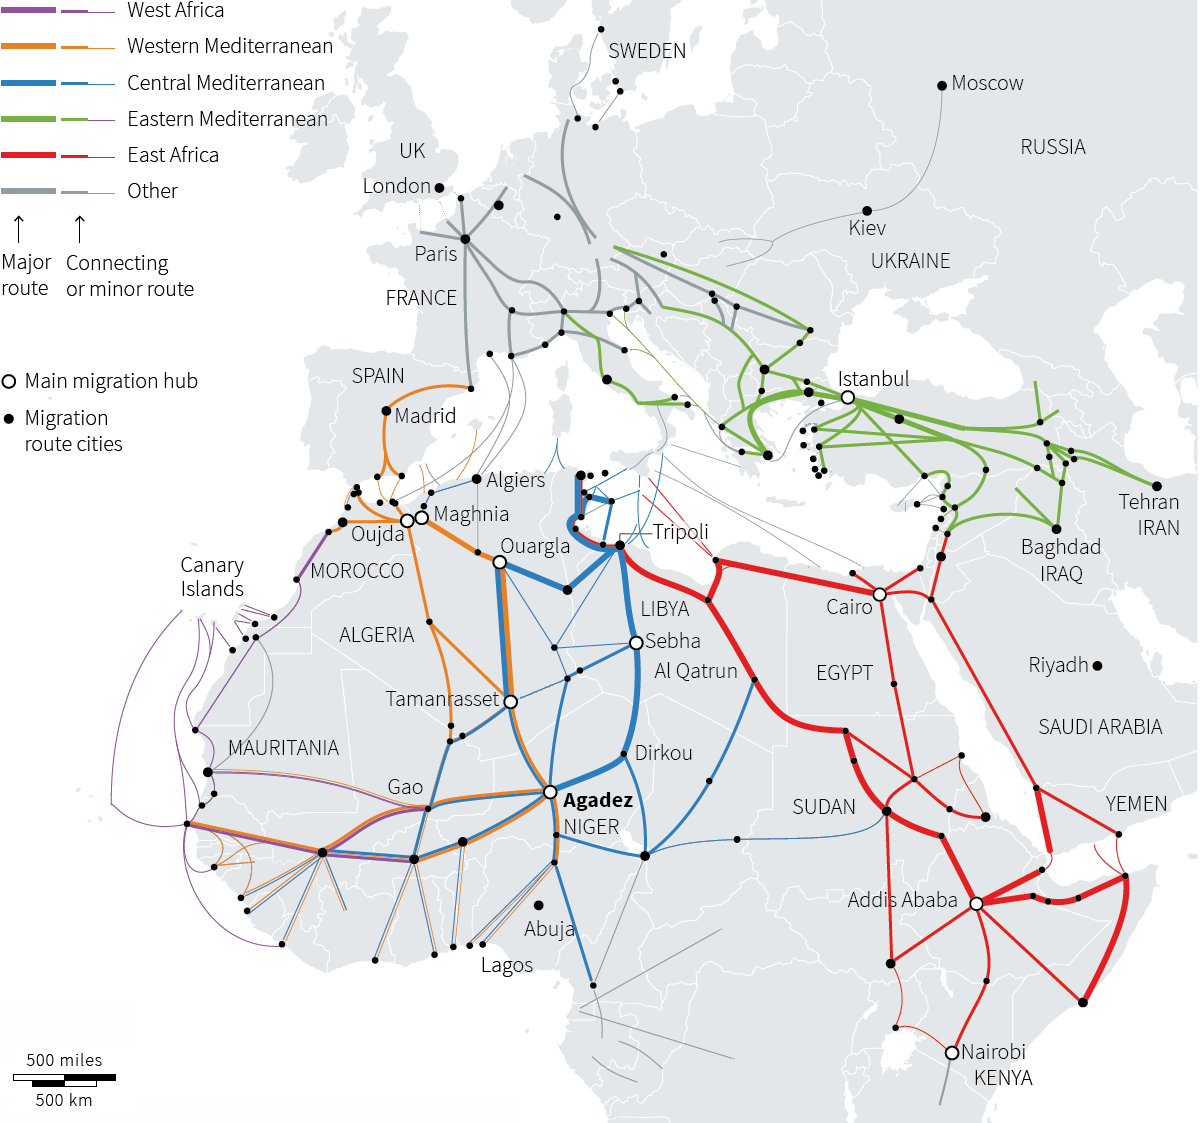 West Africa
Western Mediterranean
Central Mediterranean
Eastern Mediterranean
East Africa
Other
Major
route
Connecting
or minor route
Main migration hub
Migration
route cities
SWEDEN
Moscow
RUSSIA
UK
London
Kiev
UKRAINE
Paris
FRANCE
SPAIN
Madrid
Istanbul
Algiers
Maghnia
Oujda
Ouargla
Tripoli
Tehran
IRAN
Baghdad
IRAQ
Canary
Islands
MOROCCO
Cairo
LIBYA
ALGERIA
Sebha
Al Qatrun
EGYPT
Riyadh
Tamanrasset
SAUDI ARABIA
MAURITANIA
Dirkou
Gao
Agadez
NIGER
SUDAN
YEMEN
Addis Ababa
Abuja
Lagos
Nairobi
KENYA
500 miles
500 km